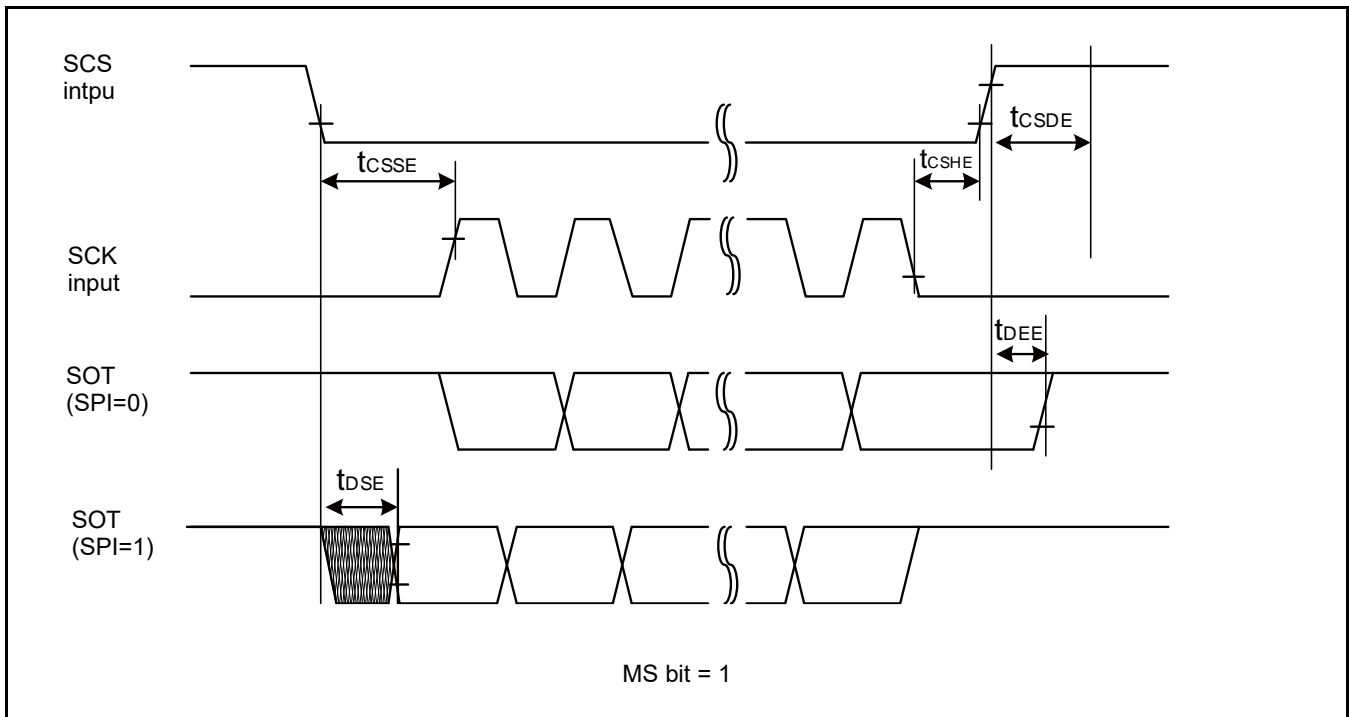 SCS
intpu
tCSDE
tCSSE
tCSHE
SCK
input
tDEE
SOT
(SPI=0)
tDSE
SOT
(SPI=1)
MS bit = 1